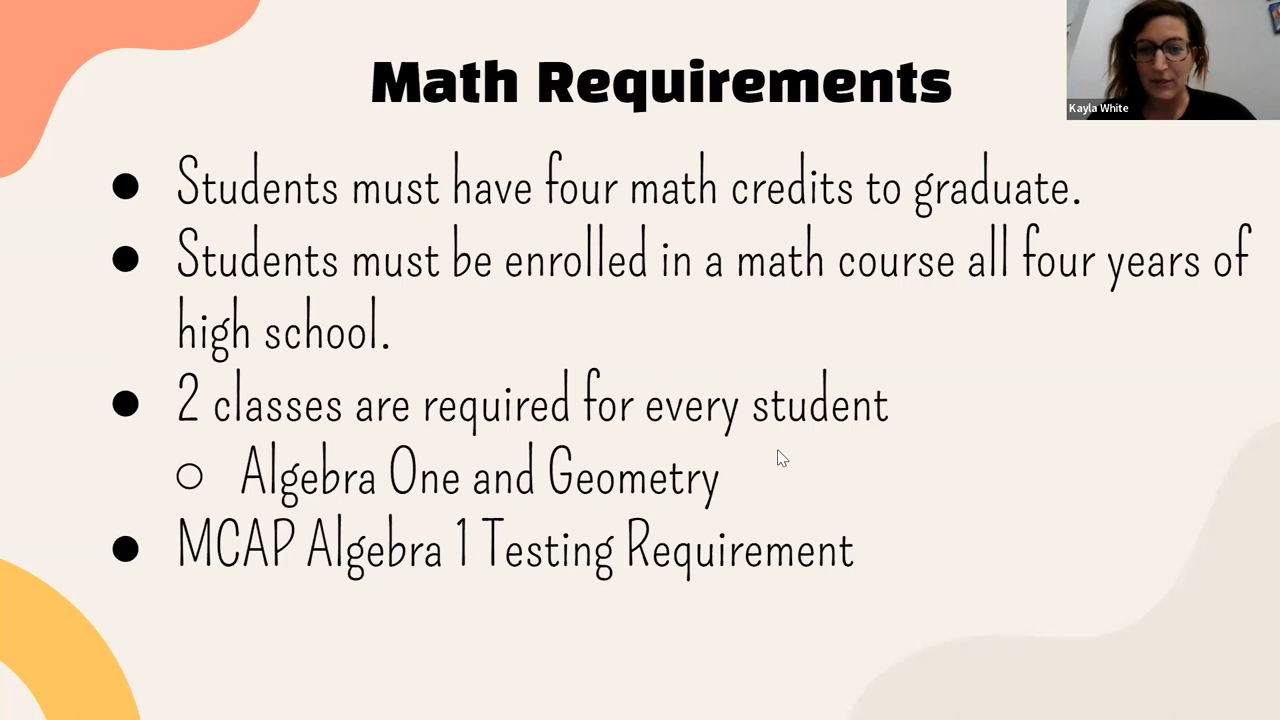 Math Requirements
Kayla White
● Students must have four math credits to graduate.
● Students must be enrolled in a math course all four years of
high school.
● 2 classes are required for every student
○ Algebra One and Geometry
● MCAP Algebra 1 Testing Requirement